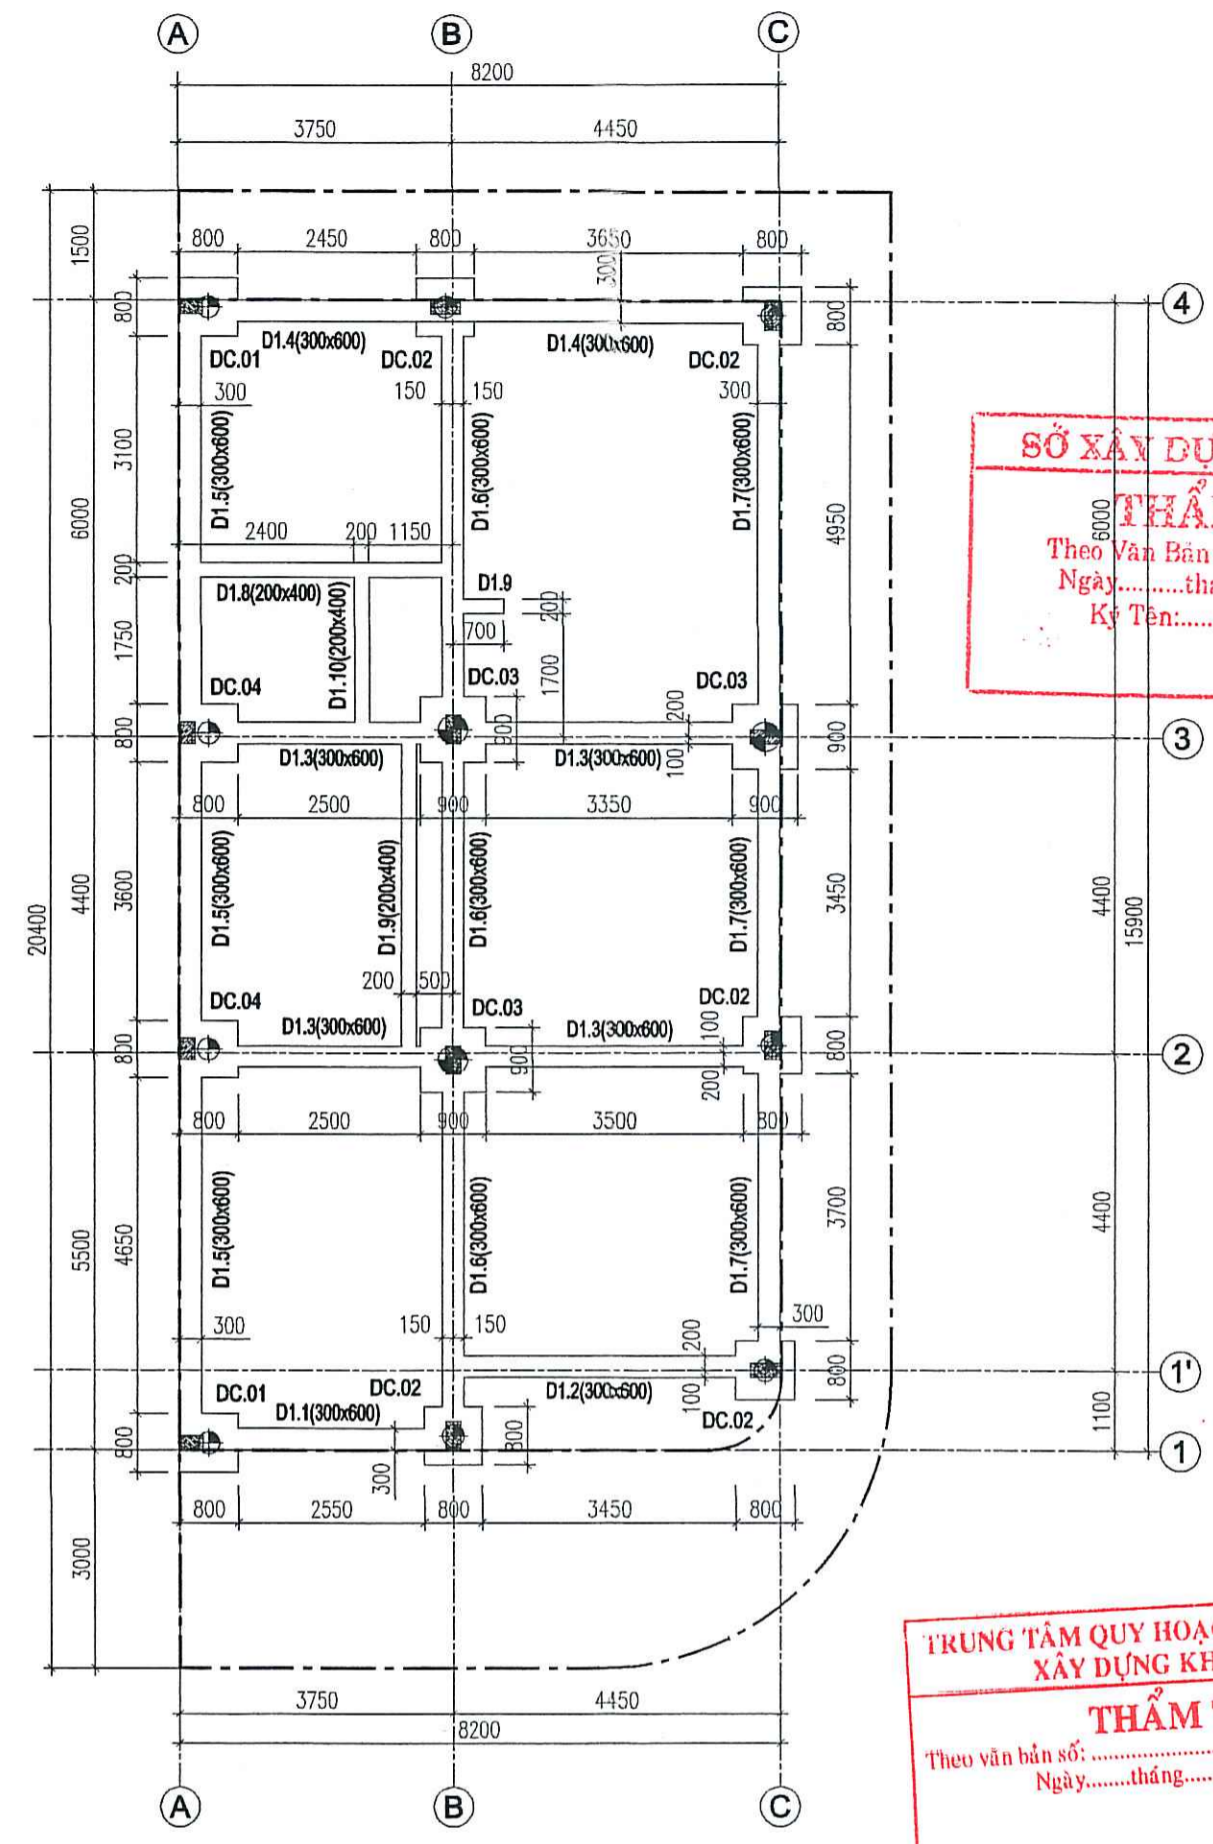 A B C
8200
3750 4450
800 2450 800 3650 800
300
1500
800
800
4
D1.4(300x600) D1.4(300x600)
DC.01 DC.02 DC.02
300 150 150 300
D1.5(300x600)
D1.6(300x600)
D1.7(300x600)
3100
6000
4950
6000
SỞ XÂY DỰ
THẨ
Theo Văn Bản
Ngày..........thá
Ký Tên:......
2400 200 1150
200
D1.8(200x400)
D1.10(200x400)
D1.9
200
700
1700
1750
DC.04 DC.03 DC.03
200
800
900
900
3
D1.3(300x600) D1.3(300x600)
100
800 2500 900 3350 900
D1.5(300x600)
D1.9(200x400)
D1.6(300x600)
D1.7(300x600)
20400
4400
3600
3450
4400
15900
200 500
DC.04 DC.03 DC.02
D1.3(300x600) D1.3(300x600)
100
800
900
800
2
200
800 2500 900 3500 800
D1.5(300x600)
D1.6(300x600)
D1.7(300x600)
5500
4650
3700
4400
300 150 150 300
200
800
1'
DC.01 DC.02
D1.1(300x600) D1.2(300x600)
100
DC.02
800
800
300
1100
1
800 2550 800 3450 800
3000
3750 4450
8200
A B C
TRUNG TÂM QUY HOẠC
XÂY DỰNG KH
THẨM T
Theo văn bản số: ......................
Ngày........tháng.......